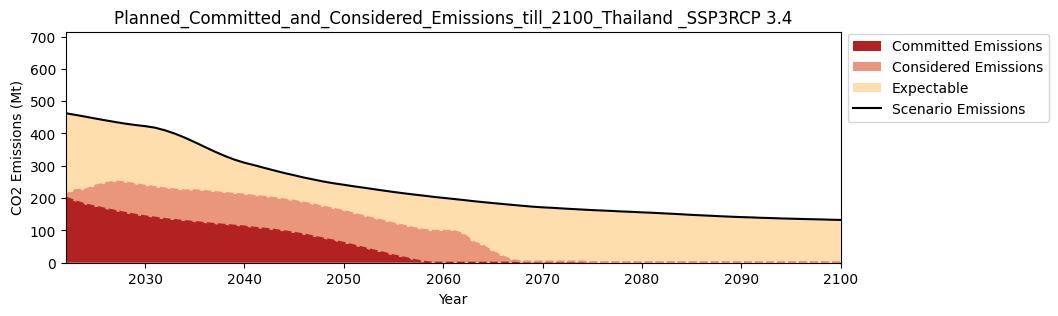 Planned_Committed_and_Considered_Emissions_till_2100_Thailand _SSP3RCP 3.4
CO2 Emissions (Mt)
700
600
500
400
300
200
100
0
2030 2040 2050 2060 2070 2080 2090 2100
Year
Committed Emissions
Considered Emissions
Expectable
Scenario Emissions